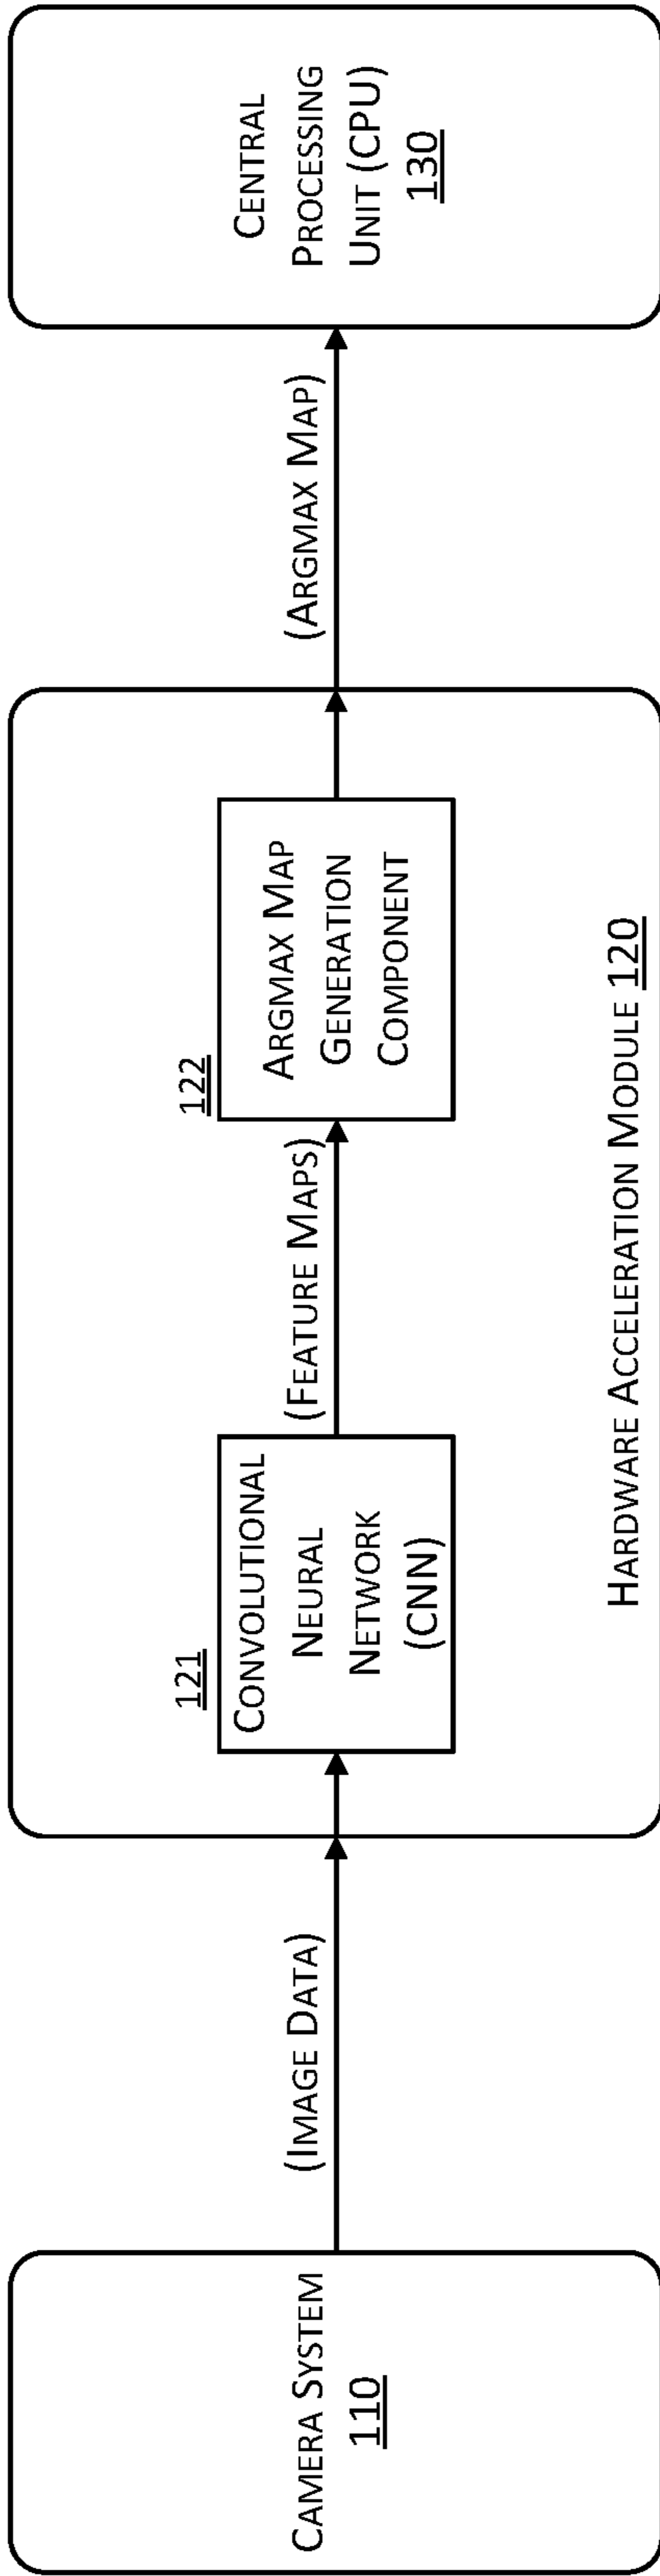 CAMERA SYSTEM
110
(IMAGE DATA)
121
CONVOLUTIONAL
NEURAL
NETWORK
(CNN)
(FEATURE MAPS)
122
ARGMAX MAP
GENERATION
COMPONENT
HARDWARE ACCELERATION MODULE 120
(ARGMAX MAP)
CENTRAL
PROCESSING
UNIT (CPU)
130